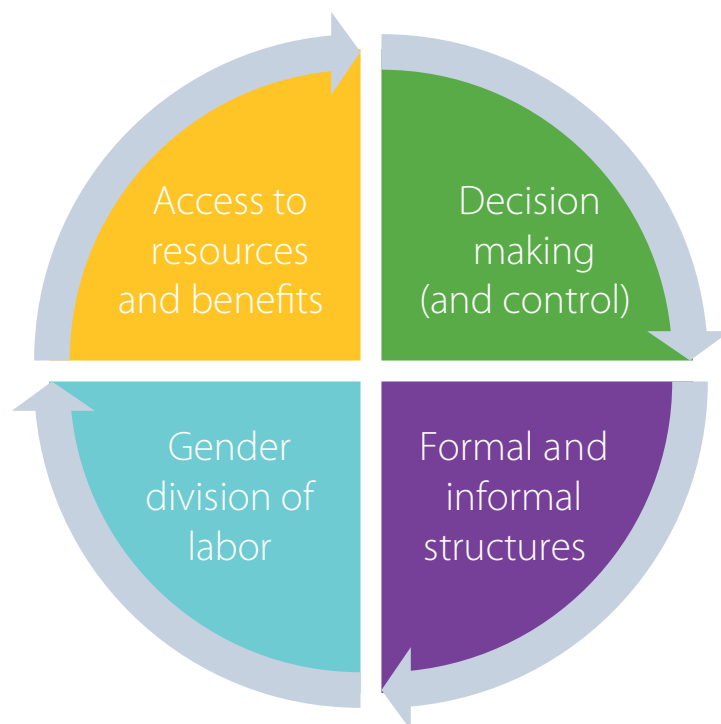 Access to
resources
and benefits
Decision
making
(and control)
Gender
division of
labor
Formal and
informal
structures